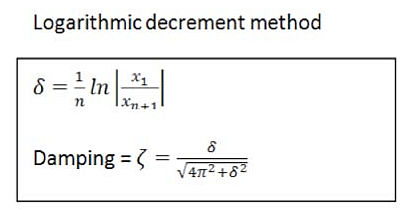 Logarithmic decrement method
δ = 1/n ln |x₁/xₙ₊₁|
Damping = ζ = δ/√4π²+δ²